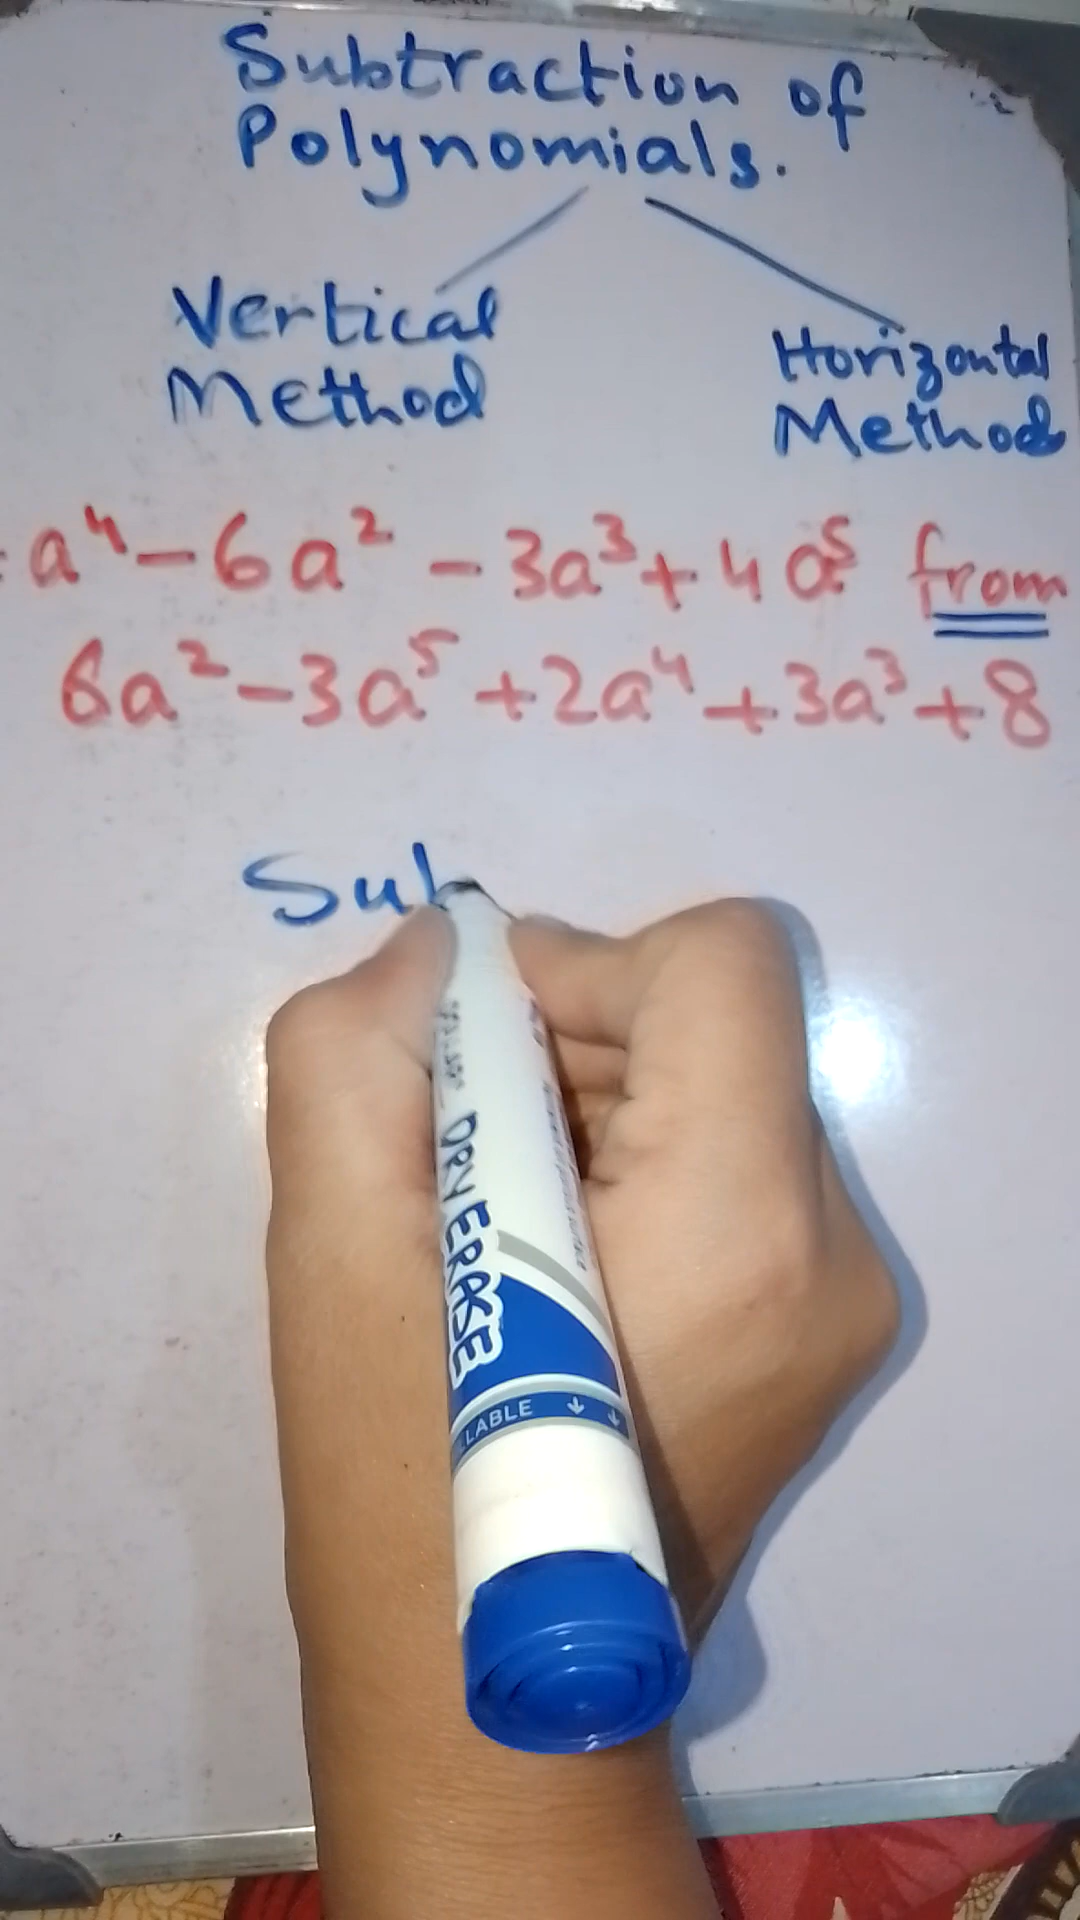 Subtraction of
Polynomials.
Vertical
Method
Horizontal
Method
a⁴ - 6a² - 3a³ + 4a⁵ from
6a² - 3a⁵ + 2a⁴ + 3a³ + 8
Sub
DRY ERASE
LLABLE